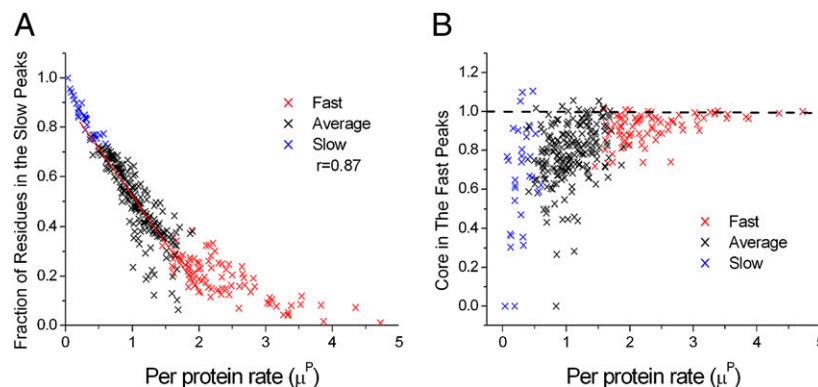 A
Fraction of Residues in the Slow Peaks
1.0
0.8
0.6
0.4
0.2
0.0
Fast
Average
Slow
r=0.87
0 1 2 3 4 5
Per protein rate (μᴾ)
B
Core in The Fast Peaks
1.2
1.0
0.8
0.6
0.4
0.2
0.0
Fast
Average
Slow
0 1 2 3 4 5
Per protein rate (μᴾ)